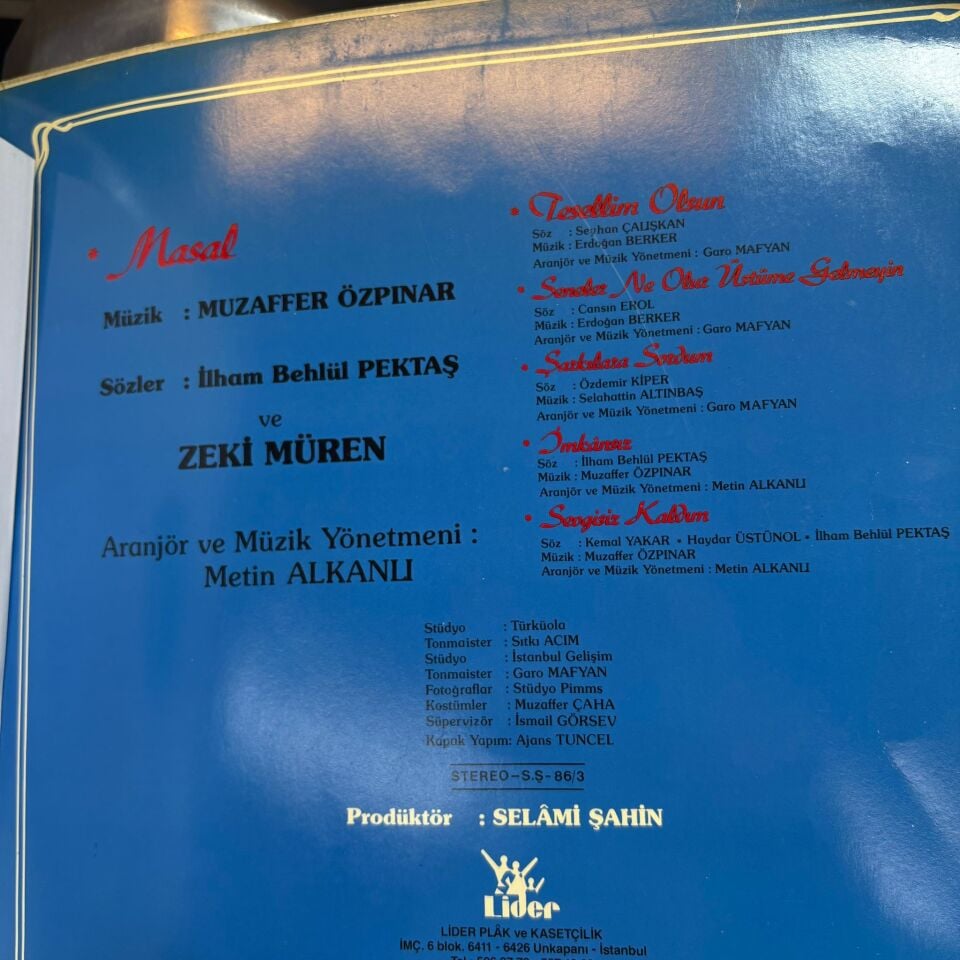 * Masal
Müzik : MUZAFFER ÖZPINAR
Sözler : İlham Behlül PEKTAŞ
ve
ZEKİ MÜREN
Aranjör ve Müzik Yönetmeni :
Metin ALKANLI
* Tesellim Olsun
Söz : Seyhan ÇALIŞKAN
Müzik : Erdoğan BERKER
Aranjör ve Müzik Yönetmeni : Garo MAFYAN
• Seneler Ne Olur Üstüme Gelmeyin
Söz : Cansın EROL
Müzik : Erdoğan BERKER
Aranjör ve Müzik Yönetmeni : Garo MAFYAN
• Şarkılara Sordum
Söz : Özdemir KİPER
Müzik : Selahattin ALTINBAŞ
Aranjör ve Müzik Yönetmeni : Garo MAFYAN
• İmkânsız
Söz : İlham Behlül PEKTAŞ
Müzik : Muzaffer ÖZPINAR
Aranjör ve Müzik Yönetmeni : Metin ALKANLI
• Sevgisiz Kaldım
Söz : Kemal YAKAR • Haydar ÜSTÜNOL • İlham Behlül PEKTAŞ
Müzik : Muzaffer ÖZPINAR
Aranjör ve Müzik Yönetmeni : Metin ALKANLI
Stüdyo : Türküola
Tonmaister : Sıtkı ACIM
Stüdyo : İstanbul Gelişim
Tonmaister : Garo MAFYAN
Fotoğraflar : Stüdyo Pimms
Kostümler : Muzaffer ÇAHA
Süpervizör : İsmail GÖRSEV
Kapak Yapım: Ajans TUNCEL
STEREO – S.Ş – 86/3
Prodüktör : SELÂMİ ŞAHİN
Lider
LİDER PLÂK ve KASETÇİLİK
İMÇ. 6 blok. 6411 - 6426 Unkapanı - İstanbul